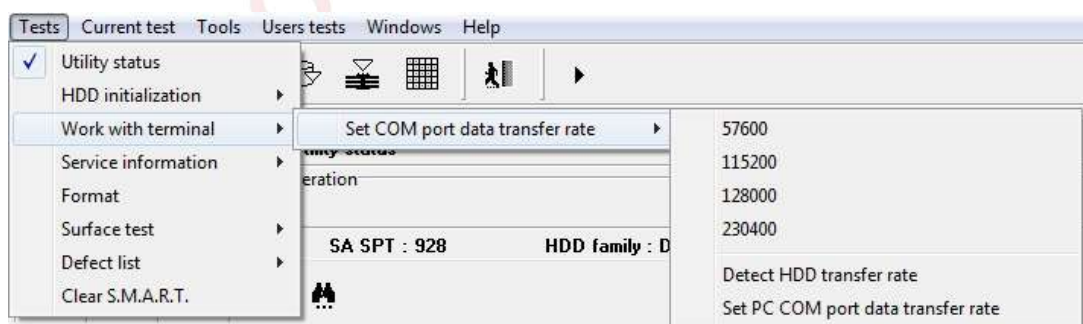 Tests Current test Tools Users tests Windows Help
Utility status
HDD initialization
Work with terminal
Set COM port data transfer rate
57600
Service information
115200
eration
Format
128000
Surface test
230400
SA SPT : 928 HDD family : D
Defect list
Detect HDD transfer rate
Clear S.M.A.R.T.
Set PC COM port data transfer rate